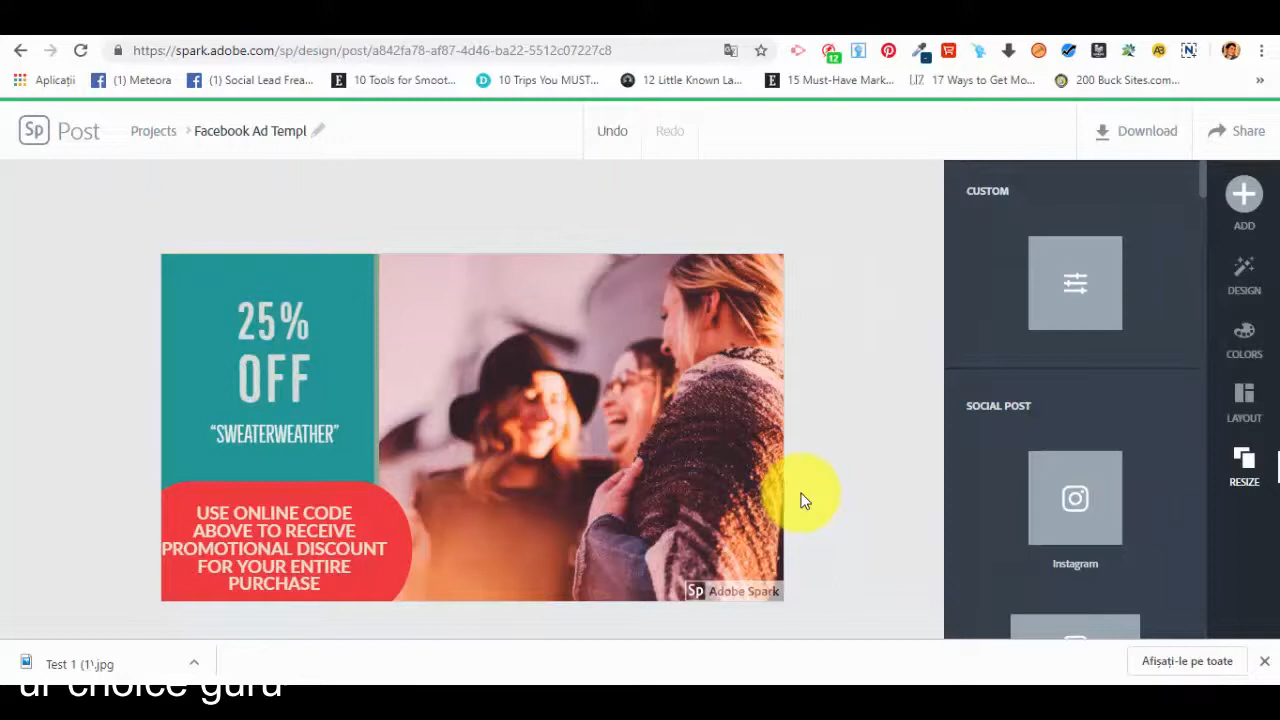 https://spark.adobe.com/sp/design/post/a842fa78-af87-4d46-ba22-5512c07227c8
12
Aplicații
(1) Meteora
(1) Social Lead Frea...
10 Tools for Smoot...
10 Trips You MUST...
12 Little Known La...
15 Must-Have Mark...
17 Ways to Get Mo...
200 Buck Sites.com...
»
Sp Post
Projects > Facebook Ad Templ
Undo
Redo
Download
Share
CUSTOM
SOCIAL POST
Instagram
ADD
DESIGN
COLORS
LAYOUT
RESIZE
25%
OFF
“SWEATERWEATHER”
USE ONLINE CODE
ABOVE TO RECEIVE
PROMOTIONAL DISCOUNT
FOR YOUR ENTIRE
PURCHASE
Sp Adobe Spark
Test 1 (1).jpg
Afișați-le pe toate
ur choice guru